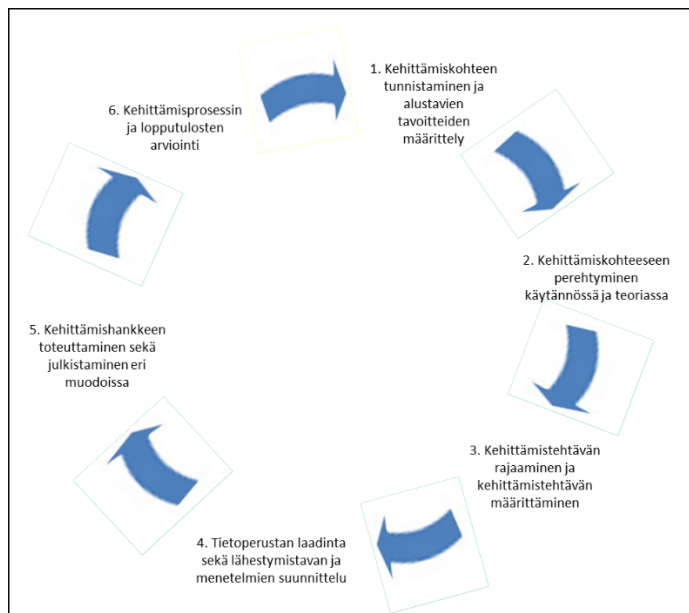 1. Kehittämiskohteen
tunnistaminen ja
alustavien
tavoitteiden
määrittely
2. Kehittämiskohteeseen
perehtyminen
käytännössä ja teoriassa
3. Kehittämistehtävän
rajaaminen ja
kehittämistehtävän
määrittäminen
4. Tietoperustan laadinta
sekä lähestymistavan ja
menetelmien suunnittelu
5. Kehittämishankkeen
toteuttaminen sekä
julkistaminen eri
muodoissa
6. Kehittämisprosessin
ja lopputulosten
arviointi